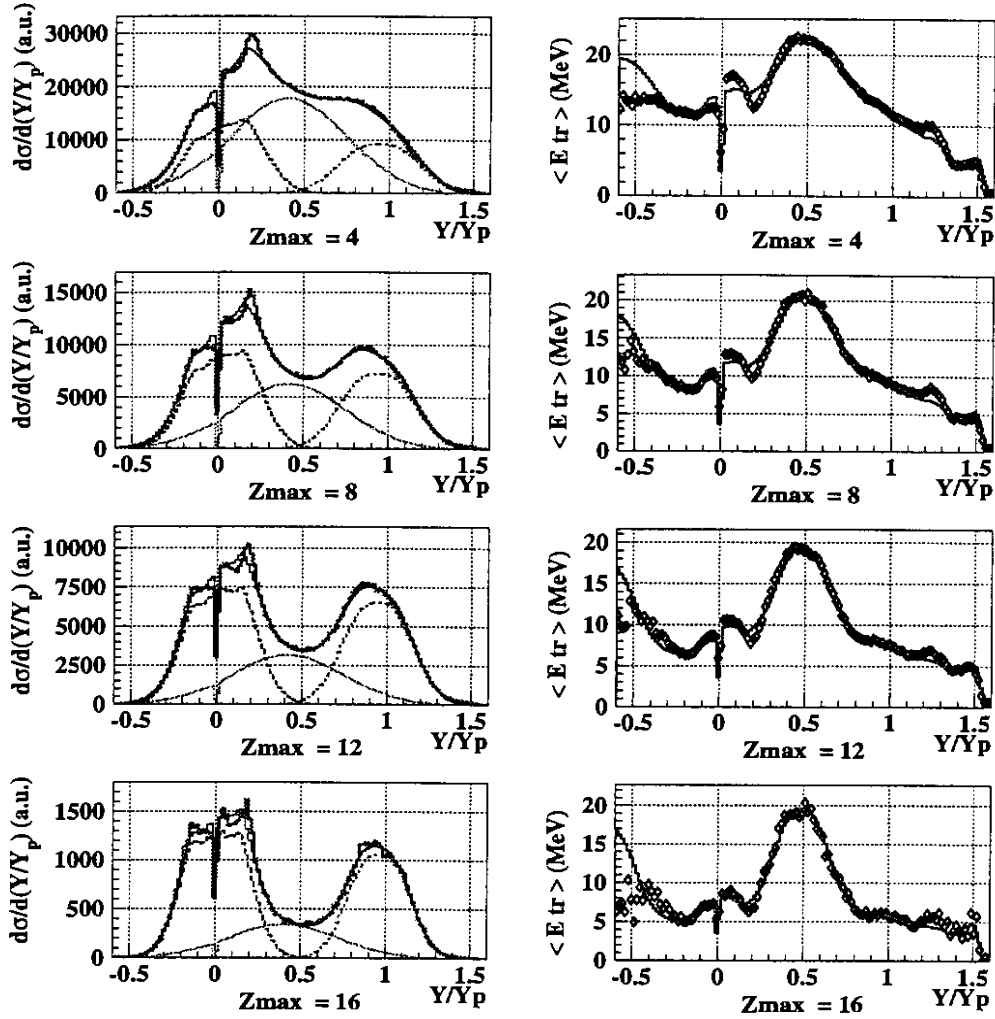 dσ/d(Y/Yp) (a.u.)
30000
20000
10000
0
-0.5 0 0.5 1 1.5
Zmax = 4 Y/Yp
< E tr > (MeV)
20
10
0
-0.5 0 0.5 1 1.5
Zmax = 4 Y/Yp
dσ/d(Y/Yp) (a.u.)
15000
10000
5000
0
-0.5 0 0.5 1 1.5
Zmax = 8 Y/Yp
< E tr > (MeV)
20
15
10
5
0
-0.5 0 0.5 1 1.5
Zmax = 8 Y/Yp
dσ/d(Y/Yp) (a.u.)
10000
7500
5000
2500
0
-0.5 0 0.5 1 1.5
Zmax = 12 Y/Yp
< E tr > (MeV)
20
15
10
5
0
-0.5 0 0.5 1 1.5
Zmax = 12 Y/Yp
dσ/d(Y/Yp) (a.u.)
1500
1000
500
0
-0.5 0 0.5 1 1.5
Zmax = 16 Y/Yp
< E tr > (MeV)
20
15
10
5
0
-0.5 0 0.5 1 1.5
Zmax = 16 Y/Yp